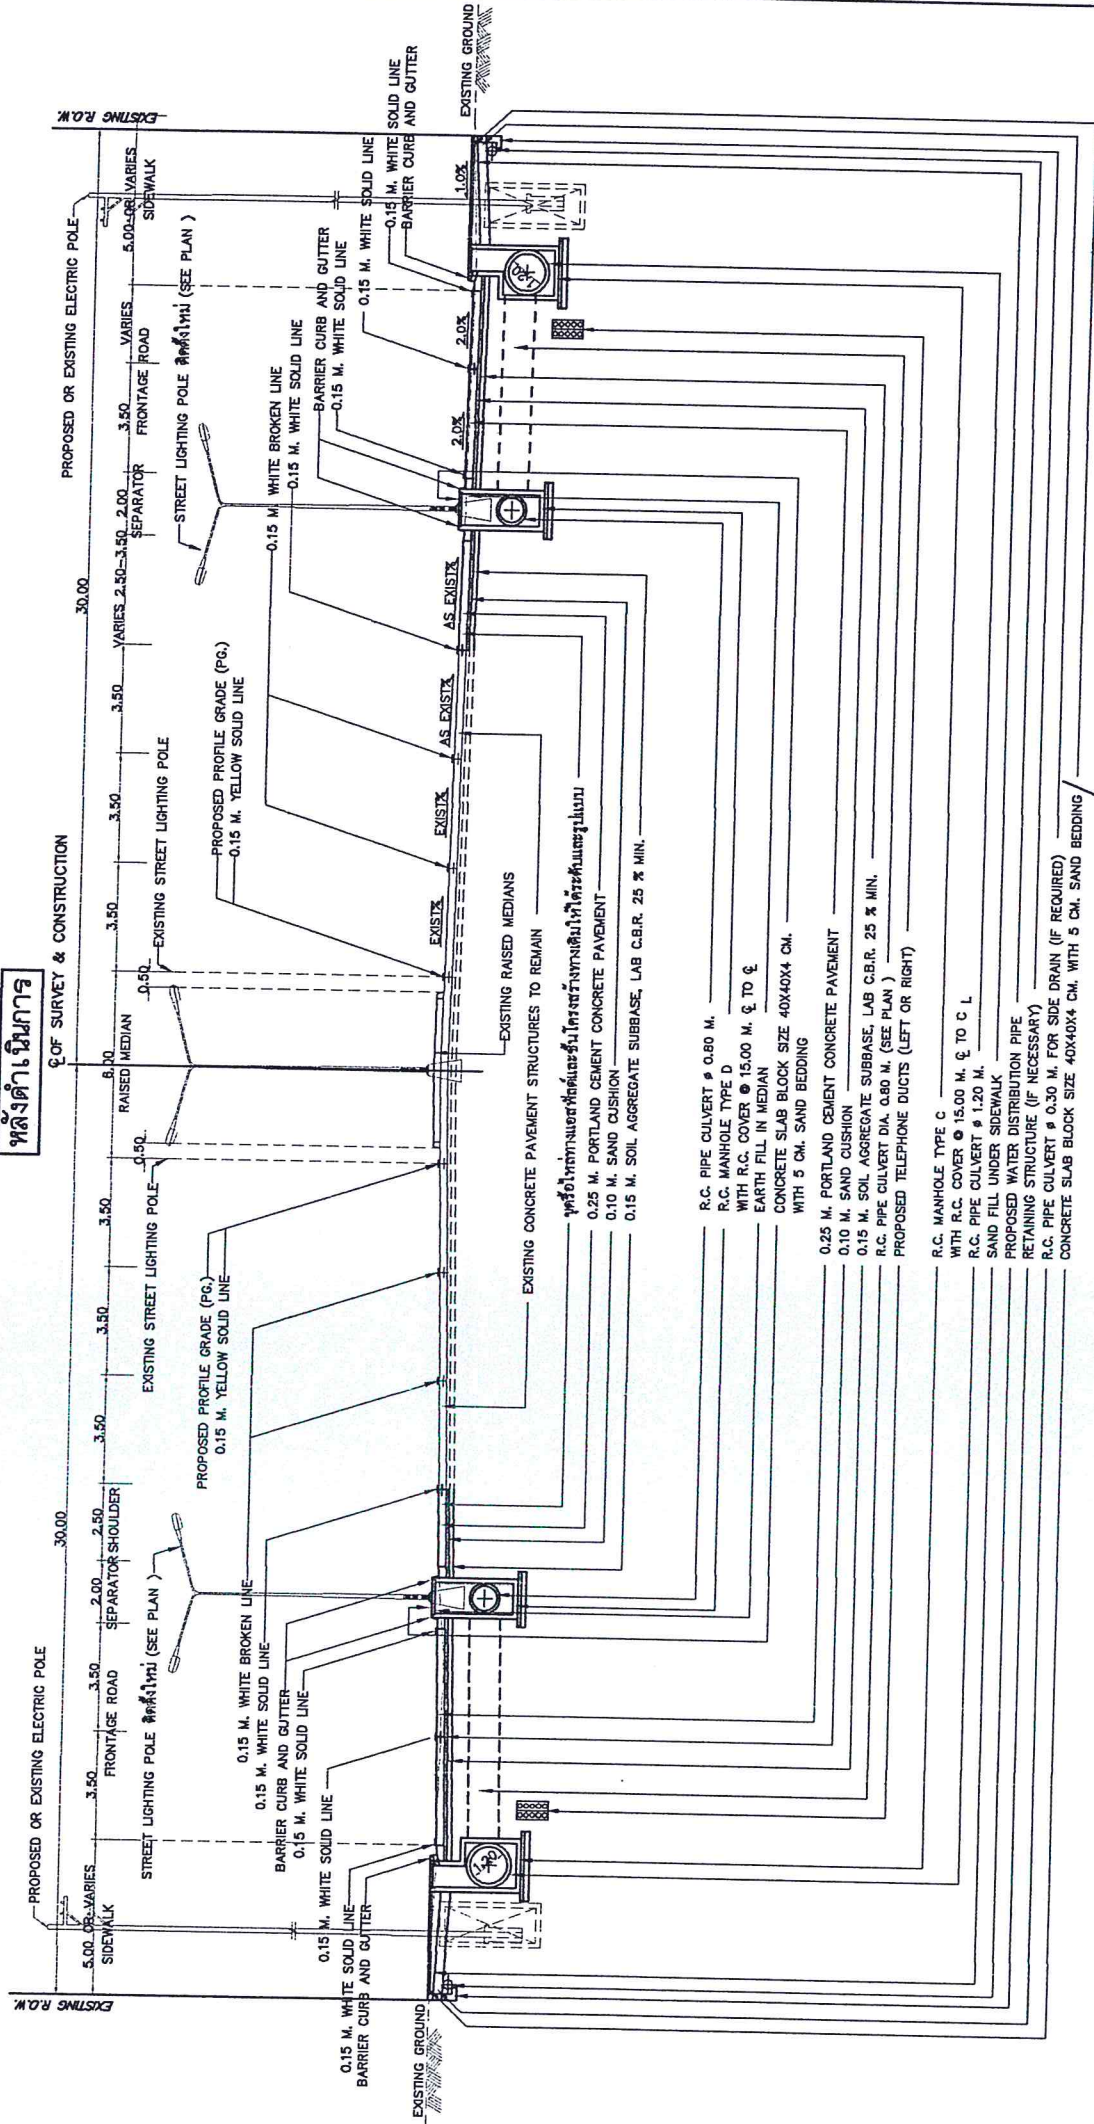 หลังดำเนินการ
℄ OF SURVEY & CONSTRUCTION
EXISTING R.O.W.
EXISTING R.O.W.
30.00
30.00
PROPOSED OR EXISTING ELECTRIC POLE
PROPOSED OR EXISTING ELECTRIC POLE
5.00 OR VARIES
SIDEWALK
3.50
FRONTAGE ROAD
3.50
2.00
SEPARATOR
2.50
SHOULDER
3.50
3.50
3.50
0.50
RAISED MEDIAN
0.50
3.50
3.50
3.50
VARIES 2.50-3.50
2.00
SEPARATOR
3.50
FRONTAGE ROAD
VARIES
5.00 OR VARIES
SIDEWALK
STREET LIGHTING POLE ติดตั้งใหม่ (SEE PLAN )
EXISTING STREET LIGHTING POLE
EXISTING STREET LIGHTING POLE
STREET LIGHTING POLE ติดตั้งใหม่ (SEE PLAN )
PROPOSED PROFILE GRADE (PG.)
0.15 M. YELLOW SOLID LINE
PROPOSED PROFILE GRADE (PG.)
0.15 M. YELLOW SOLID LINE
0.15 M. WHITE BROKEN LINE
0.15 M. WHITE SOLID LINE
BARRIER CURB AND GUTTER
0.15 M. WHITE SOLID LINE
0.15 M. WHITE SOLID LINE
0.15 M. WHITE SOLID LINE
BARRIER CURB AND GUTTER
0.15 M. WHITE BROKEN LINE
0.15 M. WHITE SOLID LINE
BARRIER CURB AND GUTTER
0.15 M. WHITE SOLID LINE
0.15 M. WHITE SOLID LINE
0.15 M. WHITE SOLID LINE
BARRIER CURB AND GUTTER
EXISTING GROUND
EXISTING GROUND
EXIST%
EXIST%
AS EXIST%
AS EXIST%
2.0%
2.0%
1.0%
1.20
1.20
EXISTING RAISED MEDIANS
EXISTING CONCRETE PAVEMENT STRUCTURES TO REMAIN
0.25 M. PORTLAND CEMENT CONCRETE PAVEMENT
0.10 M. SAND CUSHION
0.15 M. SOIL AGGREGATE SUBBASE, LAB C.B.R. 25 % MIN.
R.C. PIPE CULVERT ø 0.80 M.
R.C. MANHOLE TYPE D
WITH R.C. COVER @ 15.00 M. ℄ TO ℄
EARTH FILL IN MEDIAN
CONCRETE SLAB BLOCK SIZE 40X40X4 CM.
WITH 5 CM. SAND BEDDING
0.25 M. PORTLAND CEMENT CONCRETE PAVEMENT
0.10 M. SAND CUSHION
0.15 M. SOIL AGGREGATE SUBBASE, LAB C.B.R. 25 % MIN.
R.C. PIPE CULVERT DIA. 0.80 M. (SEE PLAN )
PROPOSED TELEPHONE DUCTS (LEFT OR RIGHT)
R.C. MANHOLE TYPE C
WITH R.C. COVER @ 15.00 M. ℄ TO C L
R.C. PIPE CULVERT ø 1.20 M.
SAND FILL UNDER SIDEWALK
PROPOSED WATER DISTRIBUTION PIPE
RETAINING STRUCTURE (IF NECESSARY)
R.C. PIPE CULVERT ø 0.30 M. FOR SIDE DRAIN (IF REQUIRED)
CONCRETE SLAB BLOCK SIZE 40X40X4 CM. WITH 5 CM. SAND BEDDING